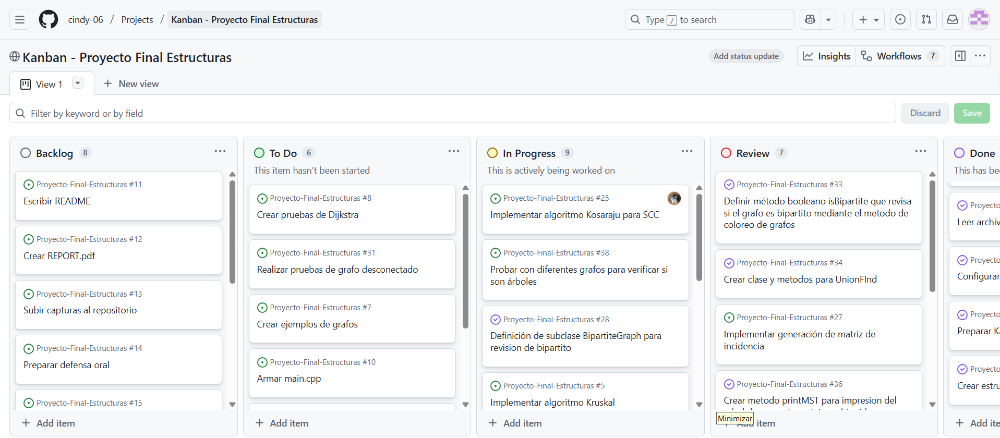 cindy-06 / Projects / Kanban - Proyecto Final Estructuras
Type / to search
Kanban - Proyecto Final Estructuras
Add status update
Insights
Workflows 7
View 1
New view
Filter by keyword or by field
Discard
Save
Backlog 8
Proyecto-Final-Estructuras #11
Escribir README
Proyecto-Final-Estructuras #12
Crear REPORT.pdf
Proyecto-Final-Estructuras #13
Subir capturas al repositorio
Proyecto-Final-Estructuras #14
Preparar defensa oral
Proyecto-Final-Estructuras #15
Add item
To Do 6
This item hasn't been started
Proyecto-Final-Estructuras #8
Crear pruebas de Dijkstra
Proyecto-Final-Estructuras #31
Realizar pruebas de grafo desconectado
Proyecto-Final-Estructuras #7
Crear ejemplos de grafos
Proyecto-Final-Estructuras #10
Armar main.cpp
Add item
In Progress 9
This is actively being worked on
Proyecto-Final-Estructuras #25
Implementar algoritmo Kosaraju para SCC
Proyecto-Final-Estructuras #38
Probar con diferentes grafos para verificar si
son árboles
Proyecto-Final-Estructuras #28
Definición de subclase BipartiteGraph para
revision de bipartito
Proyecto-Final-Estructuras #5
Implementar algoritmo Kruskal
Add item
Review 7
Proyecto-Final-Estructuras #33
Definir método booleano isBipartite que revisa
si el grafo es bipartito mediante el metodo de
coloreo de grafos
Proyecto-Final-Estructuras #34
Crear clase y metodos para UnionFInd
Proyecto-Final-Estructuras #27
Implementar generación de matriz de
incidencia
Proyecto-Final-Estructuras #36
Crear metodo printMST para impresion del
Minimizar
item
Done
This has
Proyecto
Leer
Proyecto
Configurar
Proyecto
Preparar
Proyecto
Crear
Add